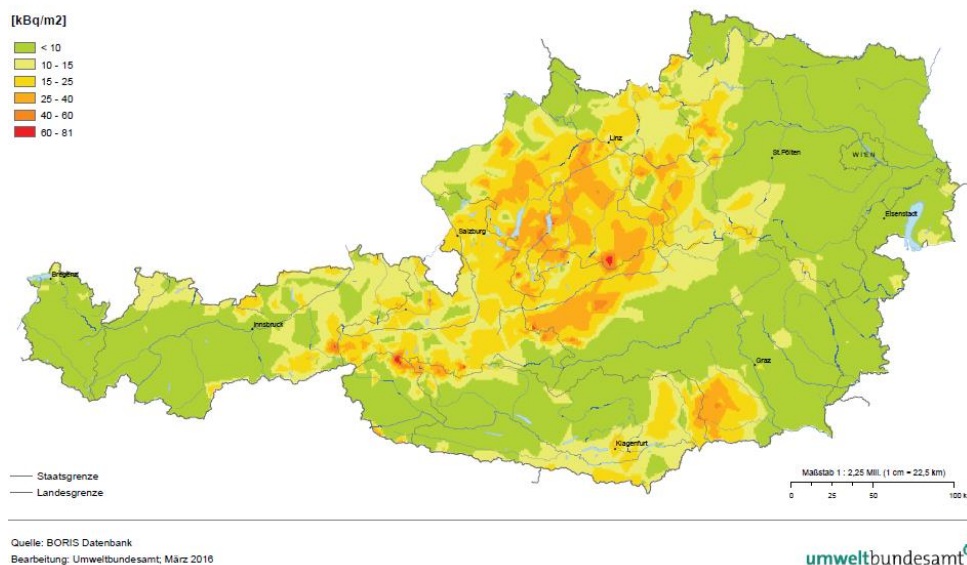 [kBq/m2]
< 10
10 - 15
15 - 25
25 - 40
40 - 60
60 - 81
Linz
St.Pölten
WIEN
Eisenstadt
Salzburg
Bregenz
Innsbruck
Graz
Klagenfurt
Staatsgrenze
Landesgrenze
Maßstab 1 : 2,25 Mill. (1 cm = 22,5 km)
0 25 50 100 k
Quelle: BORIS Datenbank
Bearbeitung: Umweltbundesamt; März 2016
umweltbundesamt